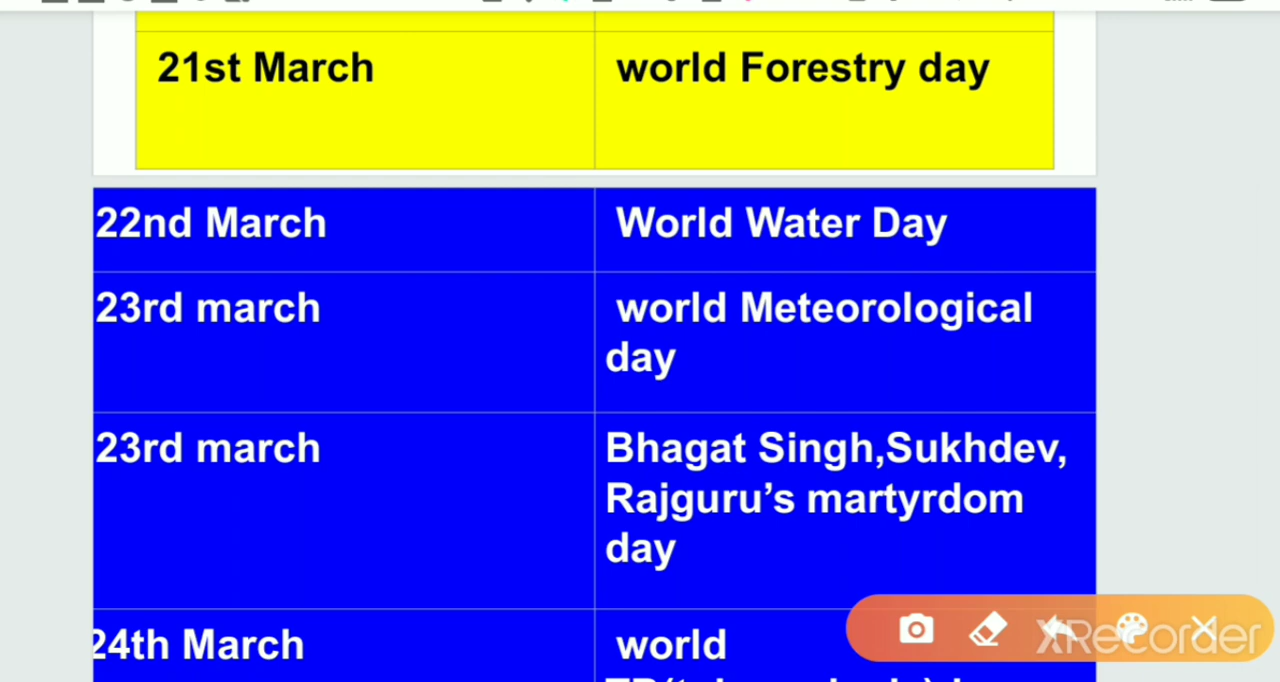 21st March
world Forestry day
22nd March
World Water Day
23rd march
world Meteorological
day
23rd march
Bhagat Singh,Sukhdev,
Rajguru’s martyrdom
day
24th March
world
XRecorder